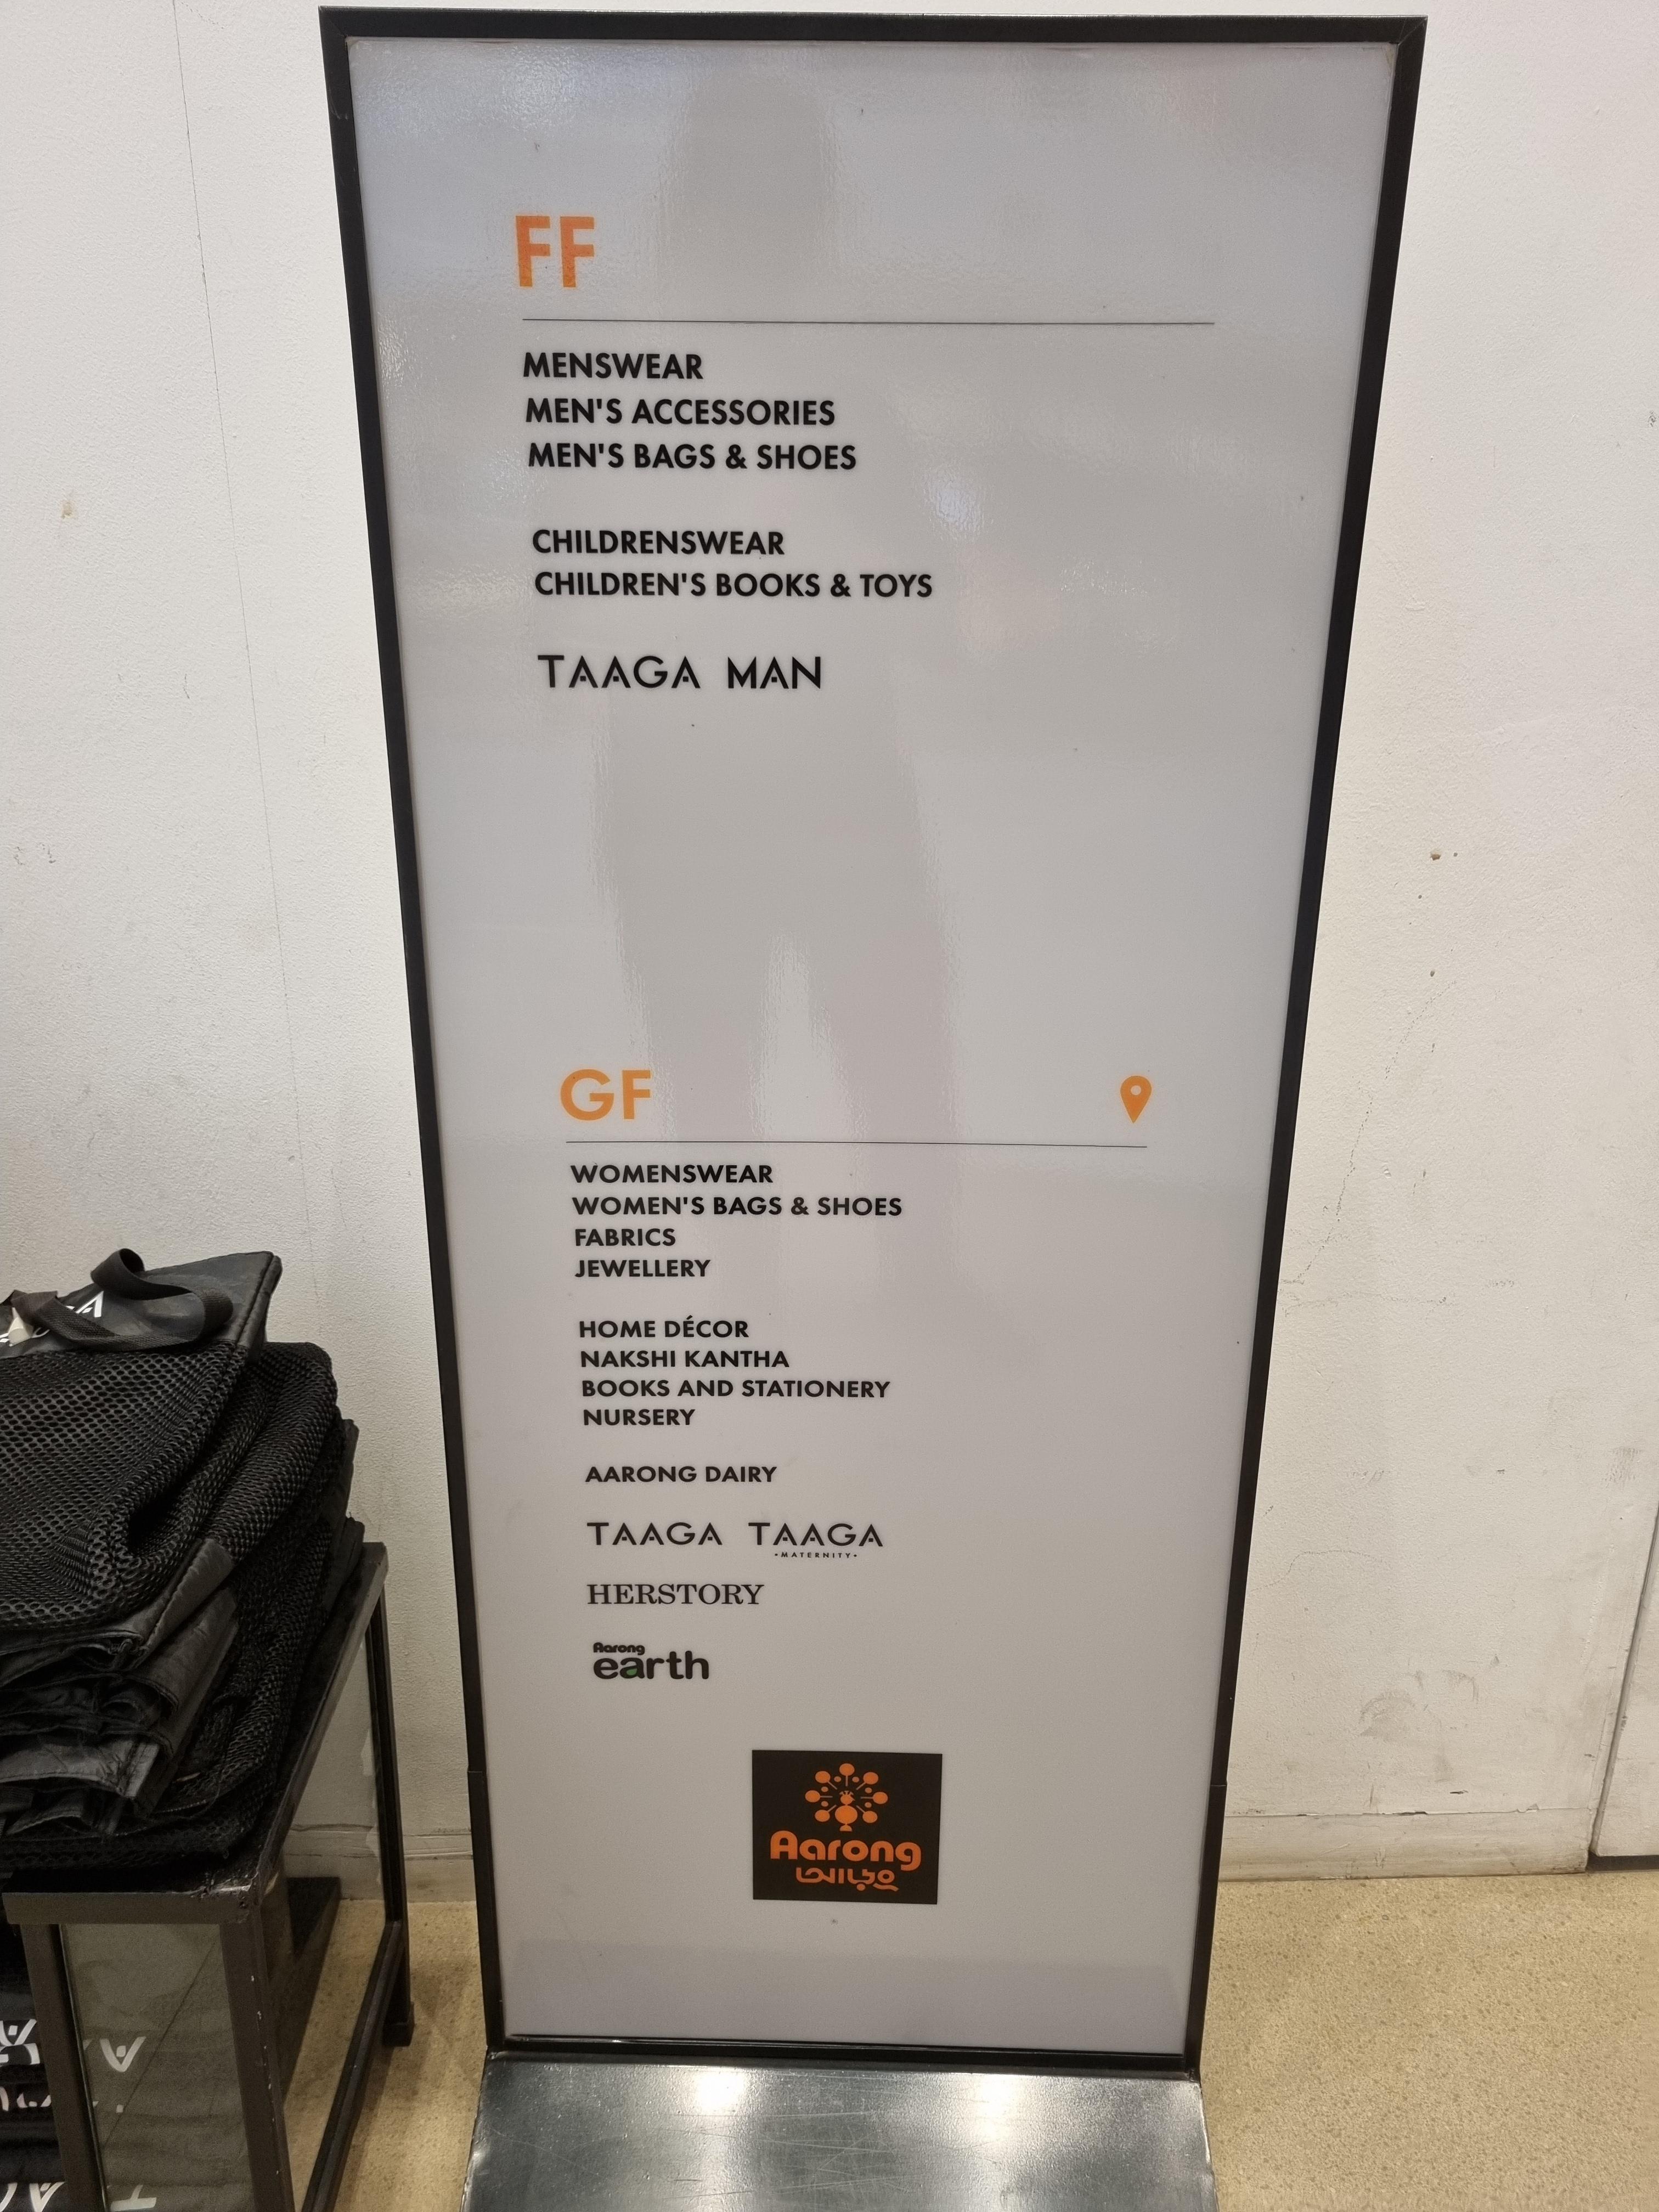 FF
MENSWEAR
MEN'S ACCESSORIES
MEN'S BAGS & SHOES
CHILDRENSWEAR
CHILDREN'S BOOKS & TOYS
TAAGA MAN
GF
WOMENSWEAR
WOMEN'S BAGS & SHOES
FABRICS
JEWELLERY
HOME DÉCOR
NAKSHI KANTHA
BOOKS AND STATIONERY
NURSERY
AARONG DAIRY
TAAGA TAAGA
•MATERNITY•
HERSTORY
Aarong
earth
Aarong
আড়ং